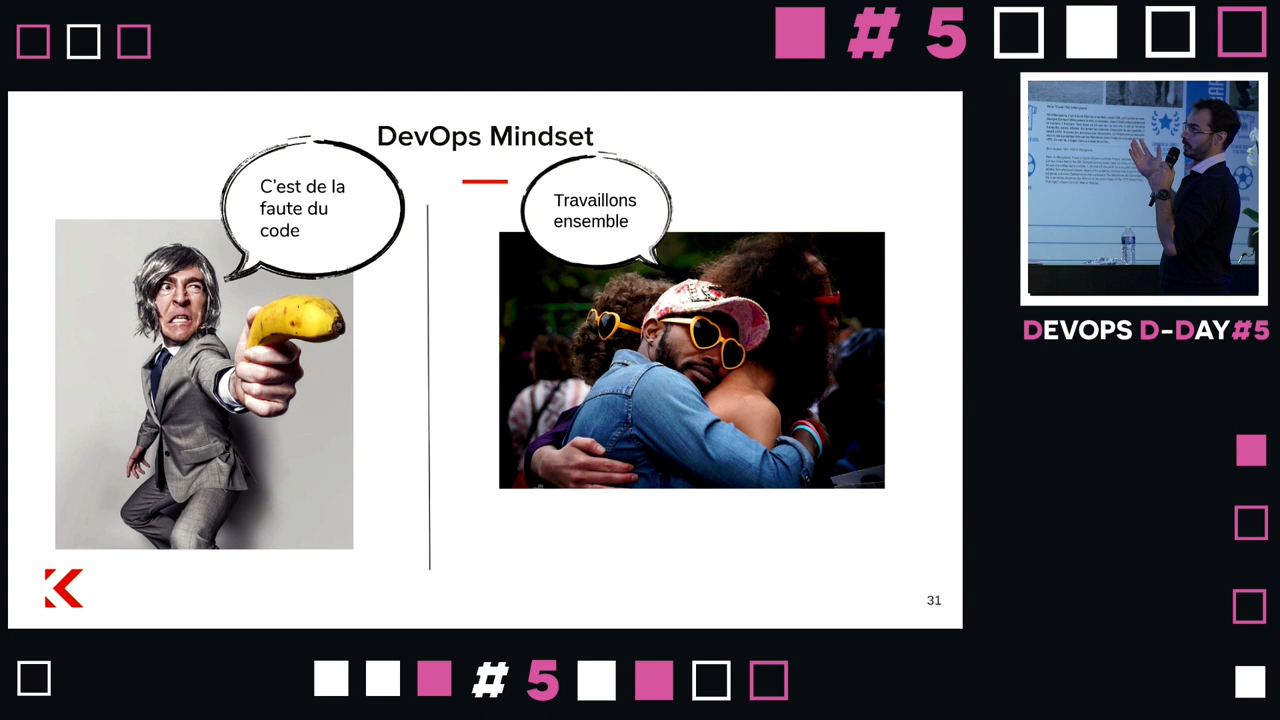 # 5
DevOps Mindset
C'est de la
faute du
code
Travaillons
ensemble
DEVOPS D-DAY#5
31
# 5